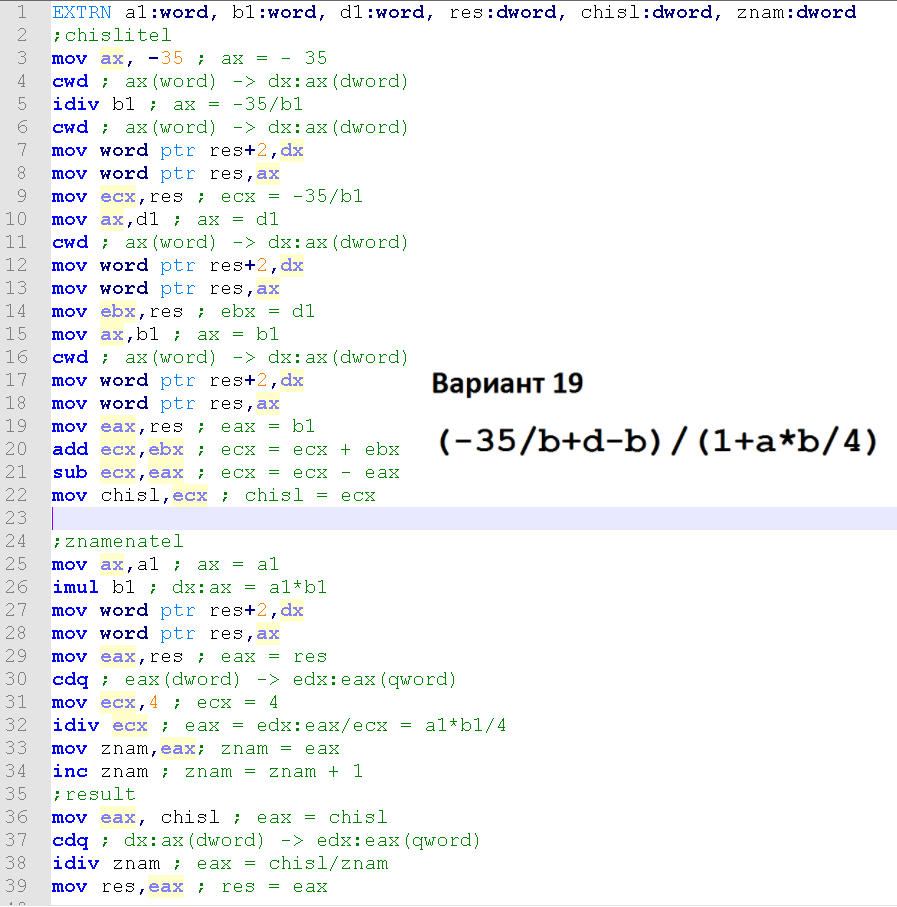 1 EXTRN a1:word, b1:word, d1:word, res:dword, chisl:dword, znam:dword
2 ;chislitel
3 mov ax, -35 ; ax = - 35
4 cwd ; ax(word) -> dx:ax(dword)
5 idiv b1 ; ax = -35/b1
6 cwd ; ax(word) -> dx:ax(dword)
7 mov word ptr res+2,dx
8 mov word ptr res,ax
9 mov ecx,res ; ecx = -35/b1
10 mov ax,d1 ; ax = d1
11 cwd ; ax(word) -> dx:ax(dword)
12 mov word ptr res+2,dx
13 mov word ptr res,ax
14 mov ebx,res ; ebx = d1
15 mov ax,b1 ; ax = b1
16 cwd ; ax(word) -> dx:ax(dword)
17 mov word ptr res+2,dx
18 mov word ptr res,ax
19 mov eax,res ; eax = b1
20 add ecx,ebx ; ecx = ecx + ebx
21 sub ecx,eax ; ecx = ecx - eax
22 mov chisl,ecx ; chisl = ecx
23
24 ;znamenatel
25 mov ax,a1 ; ax = a1
26 imul b1 ; dx:ax = a1*b1
27 mov word ptr res+2,dx
28 mov word ptr res,ax
29 mov eax,res ; eax = res
30 cdq ; eax(dword) -> edx:eax(qword)
31 mov ecx,4 ; ecx = 4
32 idiv ecx ; eax = edx:eax/ecx = a1*b1/4
33 mov znam,eax; znam = eax
34 inc znam ; znam = znam + 1
35 ;result
36 mov eax, chisl ; eax = chisl
37 cdq ; dx:ax(dword) -> edx:eax(qword)
38 idiv znam ; eax = chisl/znam
39 mov res,eax ; res = eax
Вариант 19
(-35/b+d-b)/(1+a*b/4)